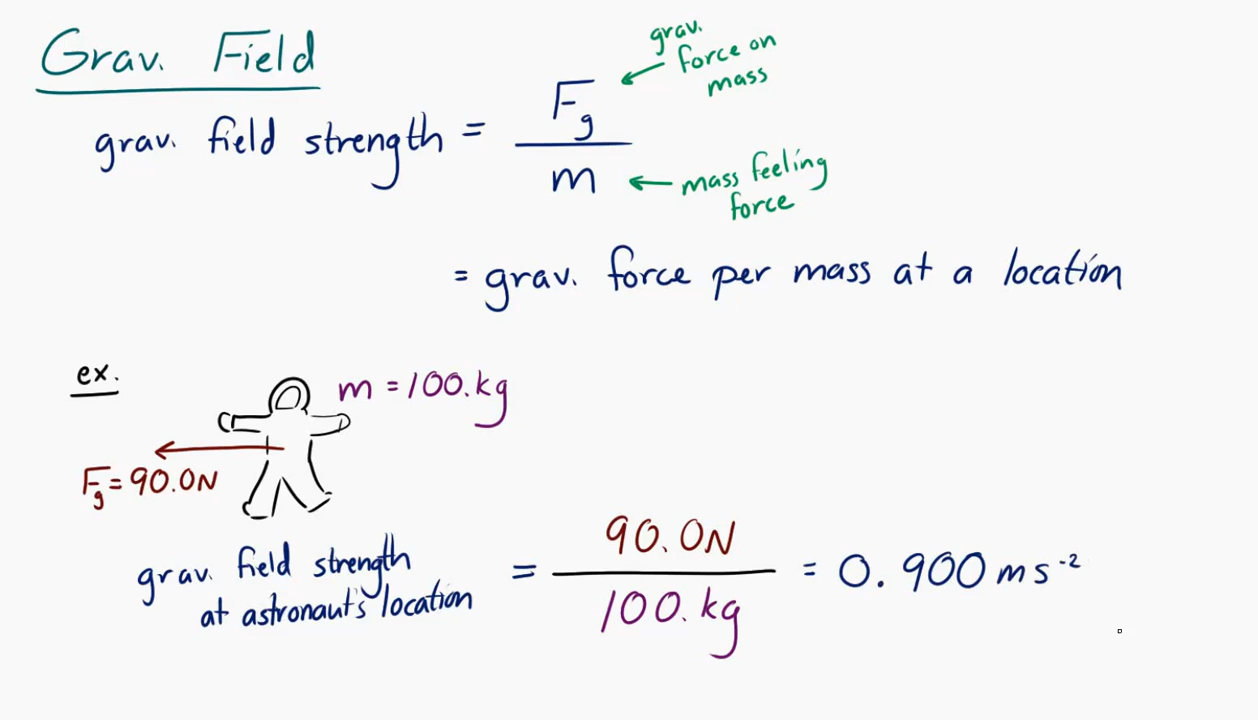 Grav. Field
grav. field strength = Fg / m
grav.
force on
mass
mass feeling
force
= grav. force per mass at a location
ex.
m = 100. kg
Fg = 90.0N
grav. field strength
at astronaut's location
= 90.0N / 100. kg = 0.900 ms⁻²